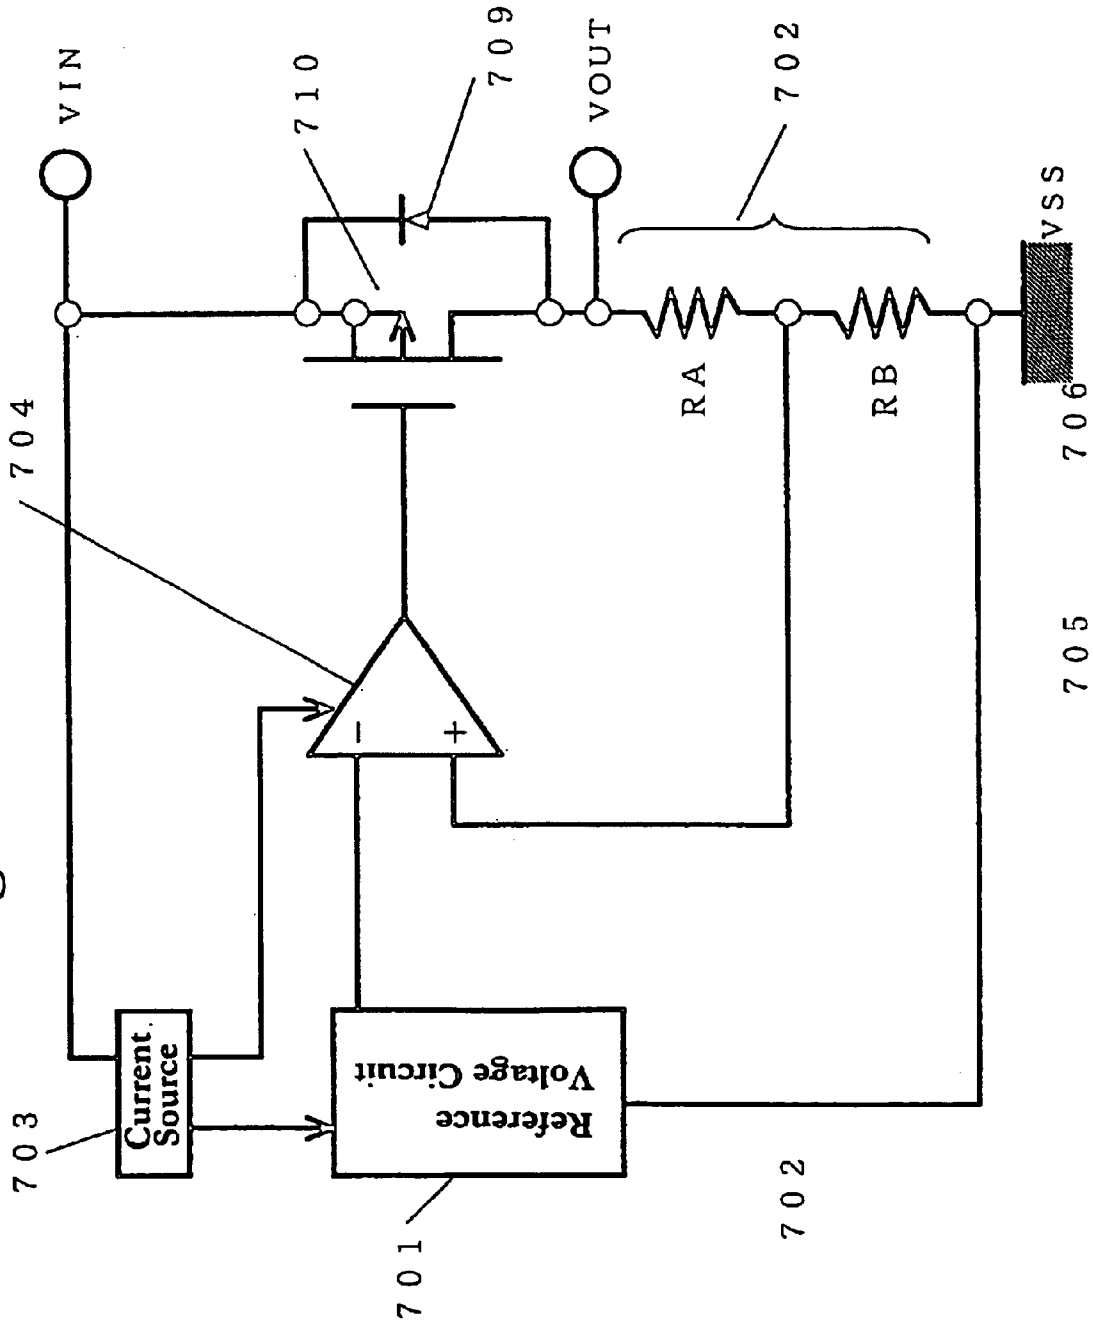 704
VIN
703
Current
Source
710
709
−
+
Reference
Voltage Circuit
701
VOUT
RA
702
RB
702
VSS
705
706